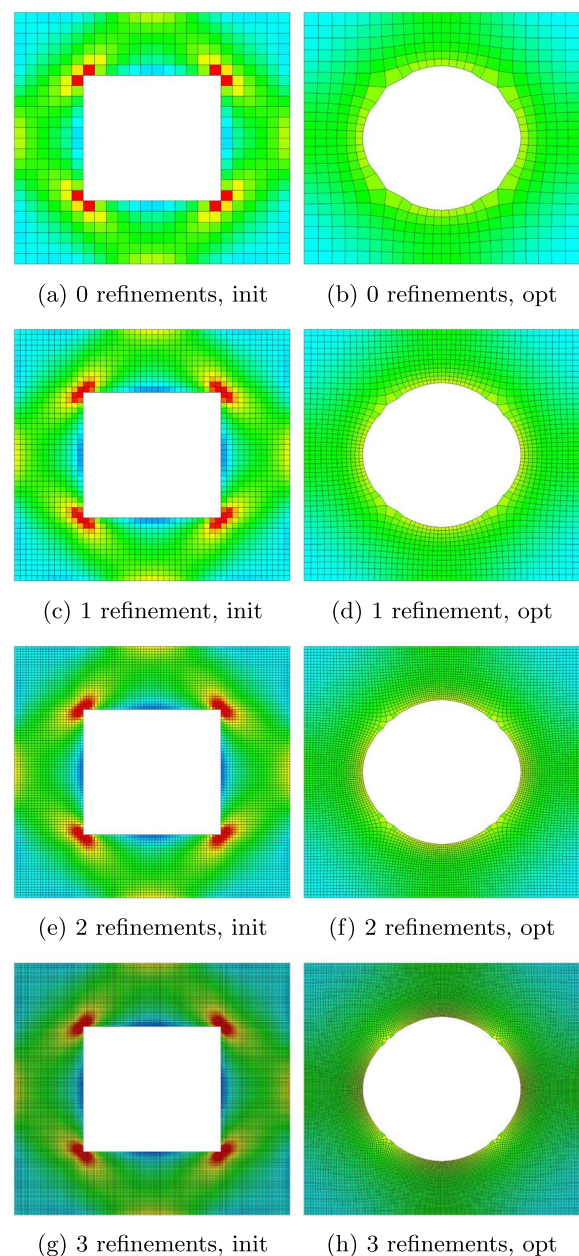 (a) 0 refinements, init
(b) 0 refinements, opt
(c) 1 refinement, init
(d) 1 refinement, opt
(e) 2 refinements, init
(f) 2 refinements, opt
(g) 3 refinements, init
(h) 3 refinements, opt